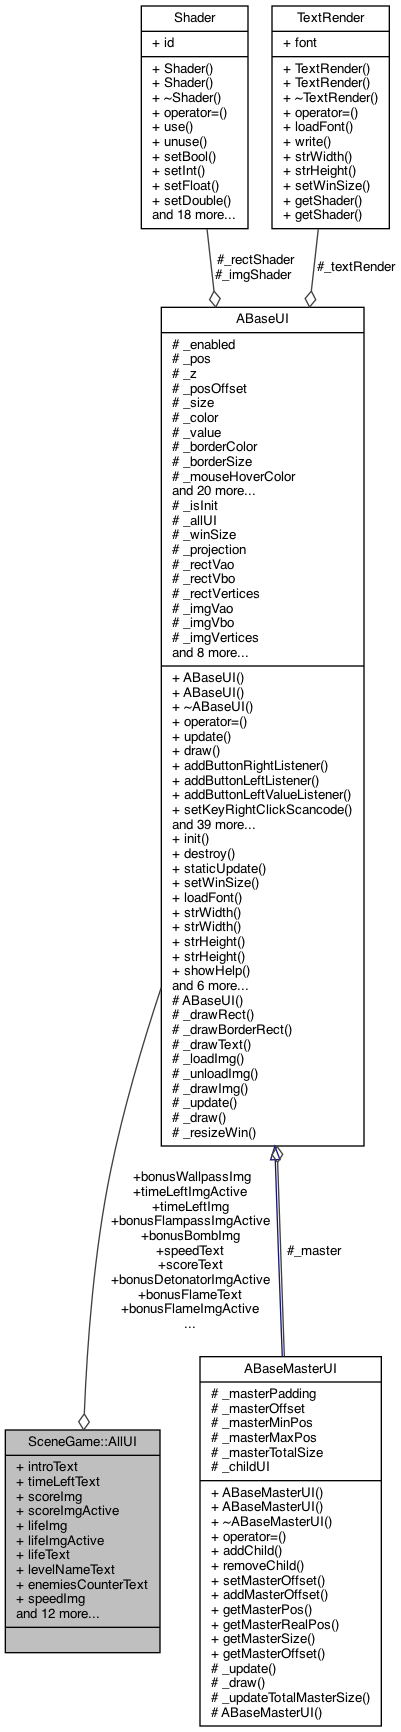 Shader
+ id
+ Shader()
+ Shader()
+ ~Shader()
+ operator=()
+ use()
+ unuse()
+ setBool()
+ setInt()
+ setFloat()
+ setDouble()
and 18 more...
TextRender
+ font
+ TextRender()
+ TextRender()
+ ~TextRender()
+ operator=()
+ loadFont()
+ write()
+ strWidth()
+ strHeight()
+ setWinSize()
+ getShader()
+ getShader()
#_rectShader
#_imgShader
#_textRender
ABaseUI
# _enabled
# _pos
# _z
# _posOffset
# _size
# _color
# _value
# _borderColor
# _borderSize
# _mouseHoverColor
and 20 more...
# _isInit
# _allUI
# _winSize
# _projection
# _rectVao
# _rectVbo
# _rectVertices
# _imgVao
# _imgVbo
# _imgVertices
and 8 more...
+ ABaseUI()
+ ABaseUI()
+ ~ABaseUI()
+ operator=()
+ update()
+ draw()
+ addButtonRightListener()
+ addButtonLeftListener()
+ addButtonLeftValueListener()
+ setKeyRightClickScancode()
and 39 more...
+ init()
+ destroy()
+ staticUpdate()
+ setWinSize()
+ loadFont()
+ strWidth()
+ strWidth()
+ strHeight()
+ strHeight()
+ showHelp()
and 6 more...
# ABaseUI()
# _drawRect()
# _drawBorderRect()
# _drawText()
# _loadImg()
# _unloadImg()
# _drawImg()
# _update()
# _draw()
# _resizeWin()
+bonusWallpassImg
+timeLeftImgActive
+timeLeftImg
+bonusFlampassImgActive
+bonusBombImg
+speedText
+scoreText
+bonusDetonatorImgActive
+bonusFlameText
+bonusFlameImgActive
...
#_master
SceneGame::AllUI
+ introText
+ timeLeftText
+ scoreImg
+ scoreImgActive
+ lifeImg
+ lifeImgActive
+ lifeText
+ levelNameText
+ enemiesCounterText
+ speedImg
and 12 more...
ABaseMasterUI
# _masterPadding
# _masterOffset
# _masterMinPos
# _masterMaxPos
# _masterTotalSize
# _childUI
+ ABaseMasterUI()
+ ABaseMasterUI()
+ ~ABaseMasterUI()
+ operator=()
+ addChild()
+ removeChild()
+ setMasterOffset()
+ addMasterOffset()
+ getMasterPos()
+ getMasterRealPos()
+ getMasterSize()
+ getMasterOffset()
# _update()
# _draw()
# _updateTotalMasterSize()
# ABaseMasterUI()